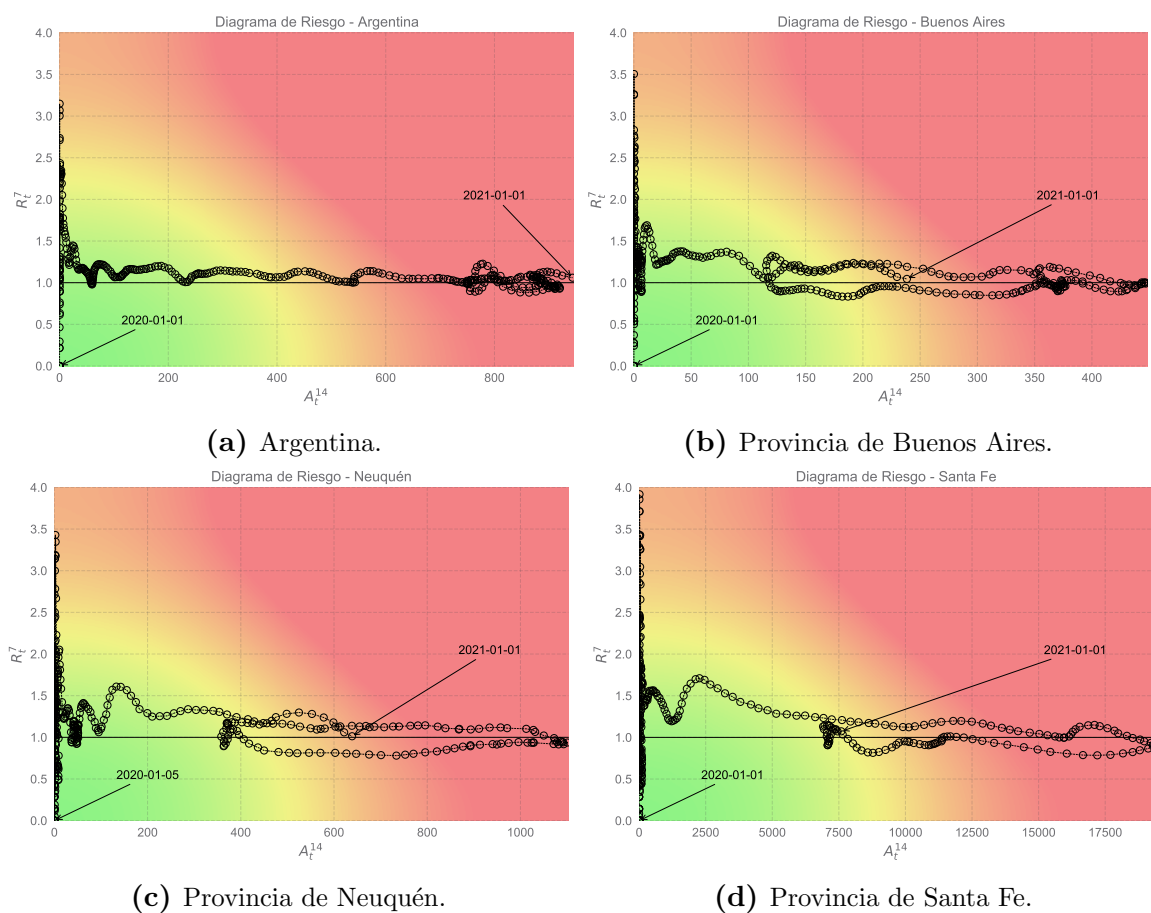 Diagrama de Riesgo - Argentina
4.0
3.5
3.0
2.5
2.0
1.5
1.0
0.5
0.0
R_t^7
2021-01-01
2020-01-01
0 200 400 600 800
A_t^14
(a) Argentina.
Diagrama de Riesgo - Buenos Aires
4.0
3.5
3.0
2.5
2.0
1.5
1.0
0.5
0.0
R_t^7
2021-01-01
2020-01-01
0 50 100 150 200 250 300 350 400
A_t^14
(b) Provincia de Buenos Aires.
Diagrama de Riesgo - Neuquén
4.0
3.5
3.0
2.5
2.0
1.5
1.0
0.5
0.0
R_t^7
2021-01-01
2020-01-05
0 200 400 600 800 1000
A_t^14
(c) Provincia de Neuquén.
Diagrama de Riesgo - Santa Fe
4.0
3.5
3.0
2.5
2.0
1.5
1.0
0.5
0.0
R_t^7
2021-01-01
2020-01-01
0 2500 5000 7500 10000 12500 15000 17500
A_t^14
(d) Provincia de Santa Fe.